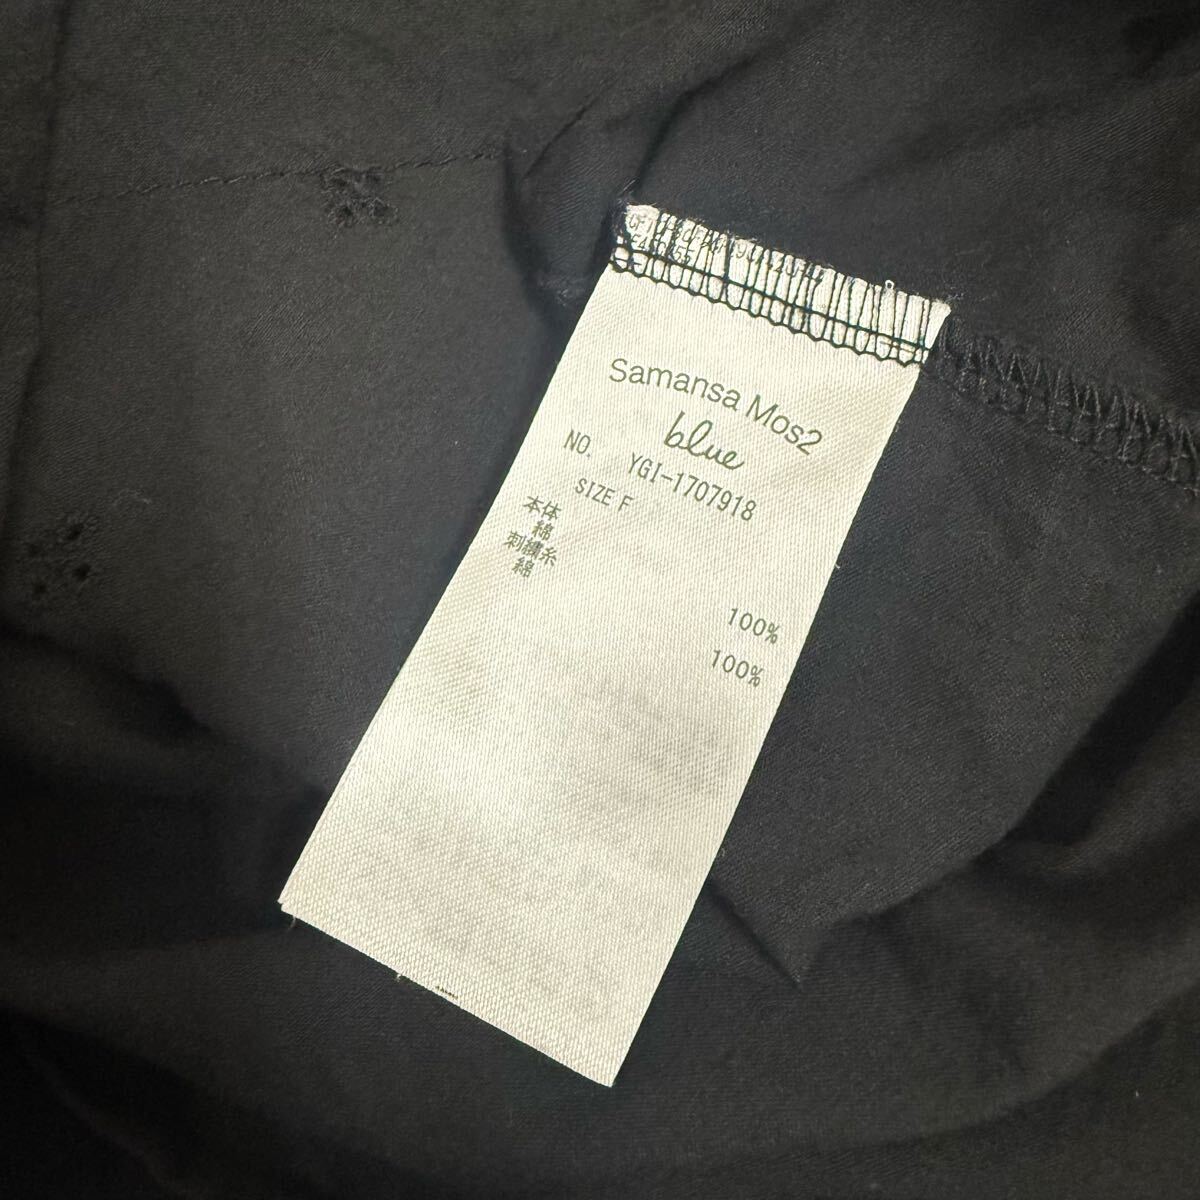 Samansa Mos2
blue
NO. YGI-1707918
SIZE F
本体
綿 100%
刺繍糸
綿 100%